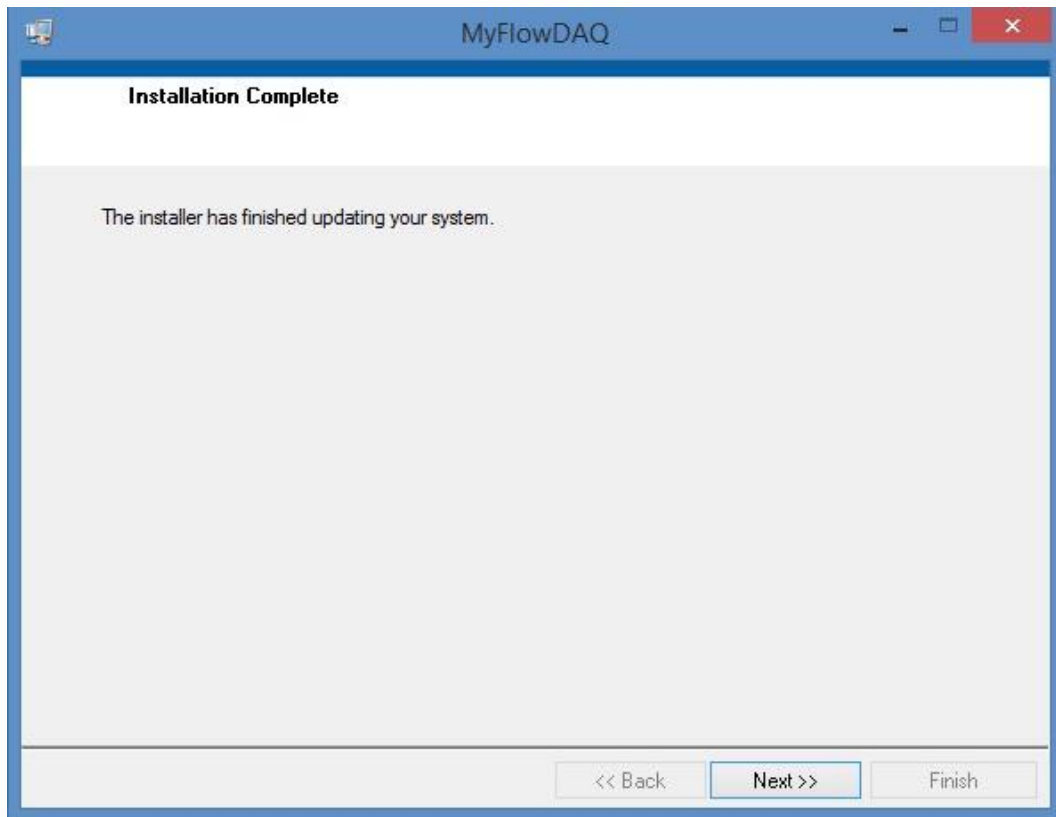 MyFlowDAQ
Installation Complete
The installer has finished updating your system.
<< Back Next >> Finish